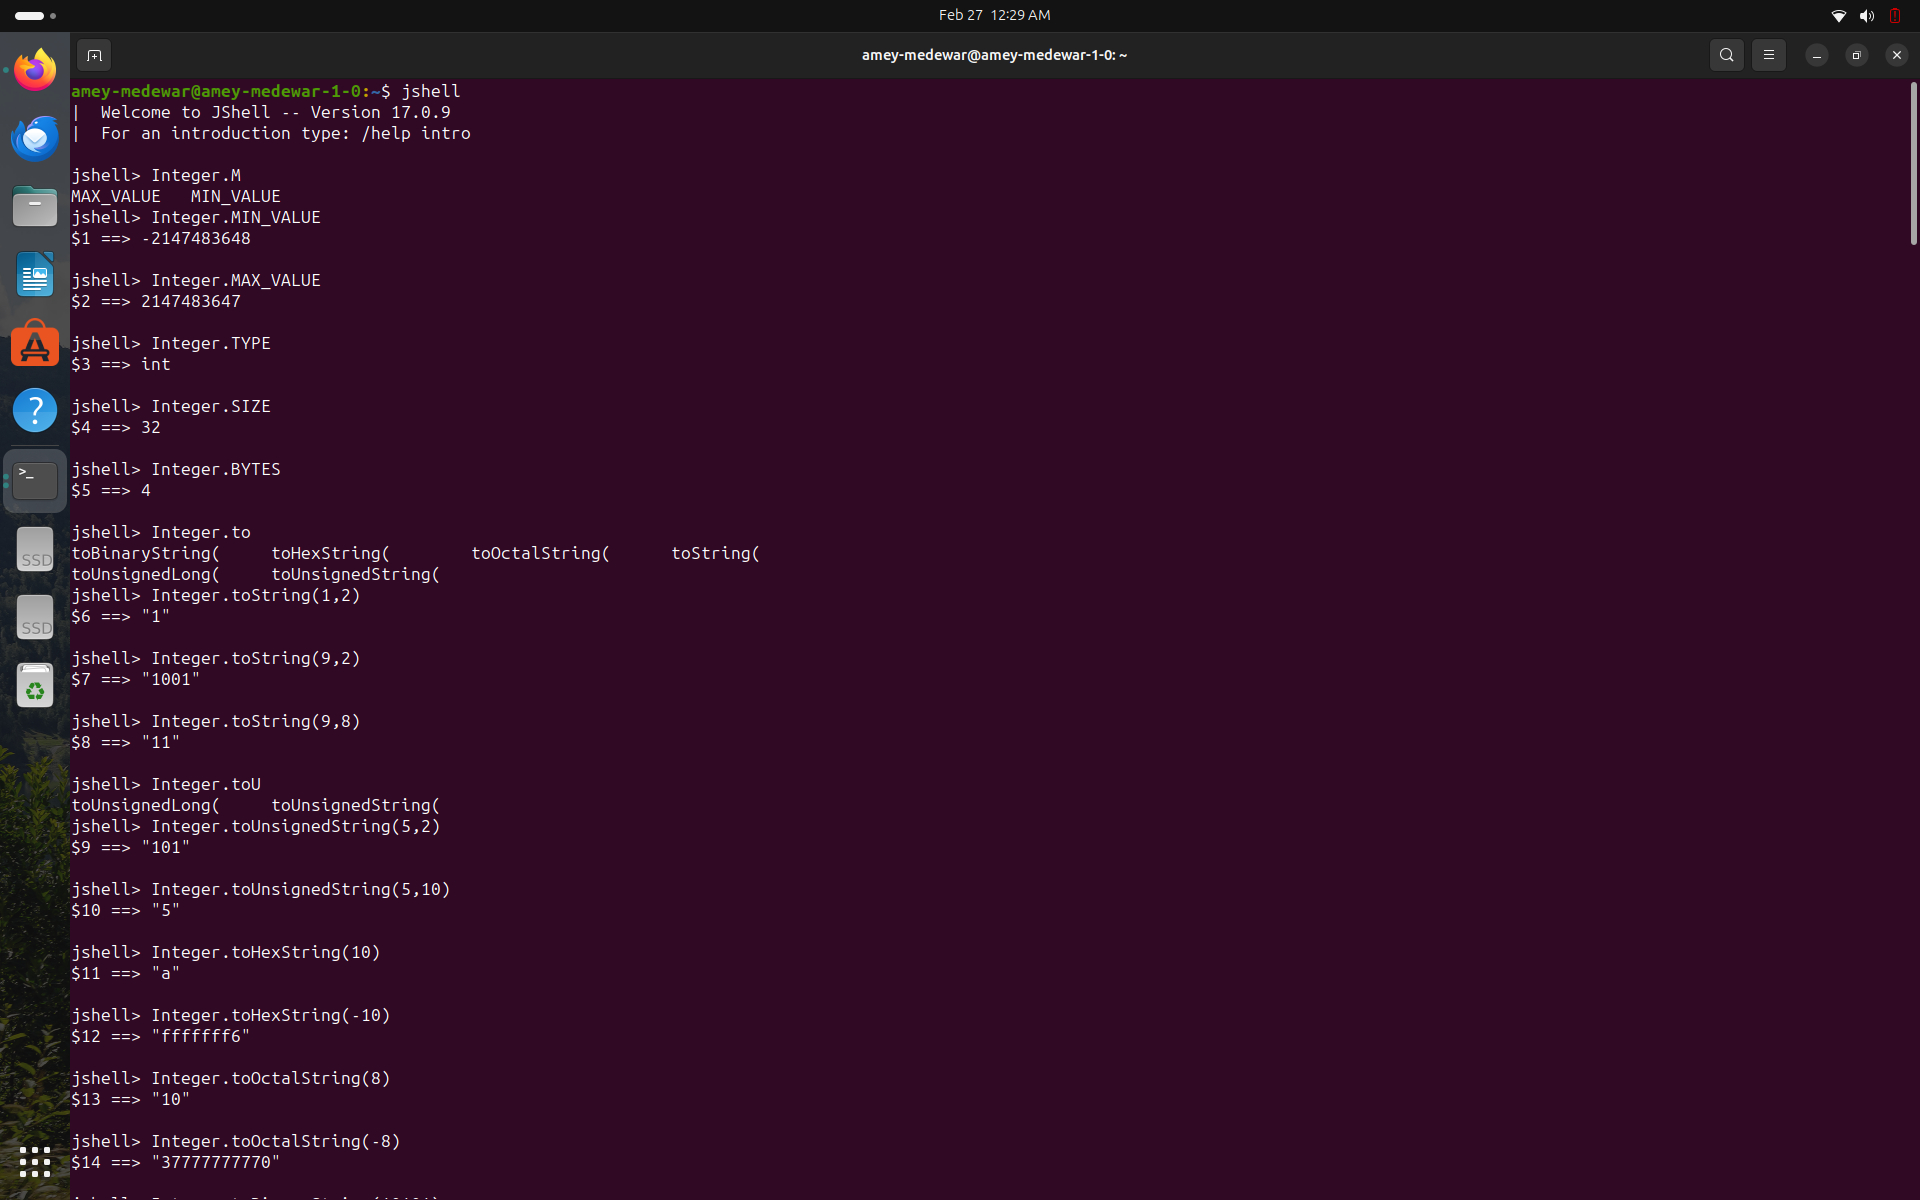 Feb 27 12:29 AM
amey-medewar@amey-medewar-1-0: ~
amey-medewar@amey-medewar-1-0:~$ jshell
| Welcome to JShell -- Version 17.0.9
| For an introduction type: /help intro
jshell> Integer.M
MAX_VALUE MIN_VALUE
jshell> Integer.MIN_VALUE
$1 ==> -2147483648
jshell> Integer.MAX_VALUE
$2 ==> 2147483647
jshell> Integer.TYPE
$3 ==> int
jshell> Integer.SIZE
$4 ==> 32
jshell> Integer.BYTES
$5 ==> 4
jshell> Integer.to
toBinaryString( toHexString( toOctalString( toString(
toUnsignedLong( toUnsignedString(
jshell> Integer.toString(1,2)
$6 ==> "1"
jshell> Integer.toString(9,2)
$7 ==> "1001"
jshell> Integer.toString(9,8)
$8 ==> "11"
jshell> Integer.toU
toUnsignedLong( toUnsignedString(
jshell> Integer.toUnsignedString(5,2)
$9 ==> "101"
jshell> Integer.toUnsignedString(5,10)
$10 ==> "5"
jshell> Integer.toHexString(10)
$11 ==> "a"
jshell> Integer.toHexString(-10)
$12 ==> "fffffff6"
jshell> Integer.toOctalString(8)
$13 ==> "10"
jshell> Integer.toOctalString(-8)
$14 ==> "37777777770"
SSD
SSD